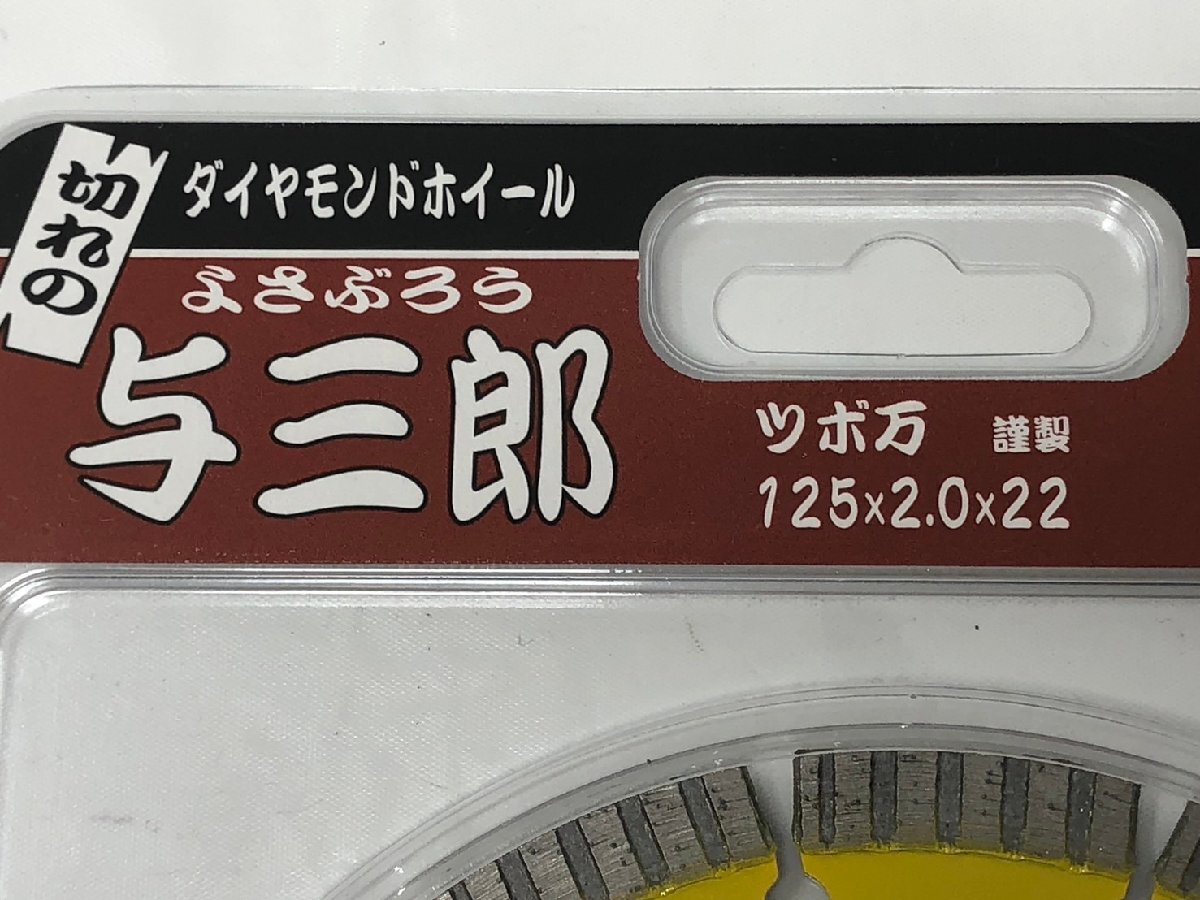 切れの
ダイヤモンドホイール
よさぶろう
与三郎
ツボ万 謹製
125×2.0×22